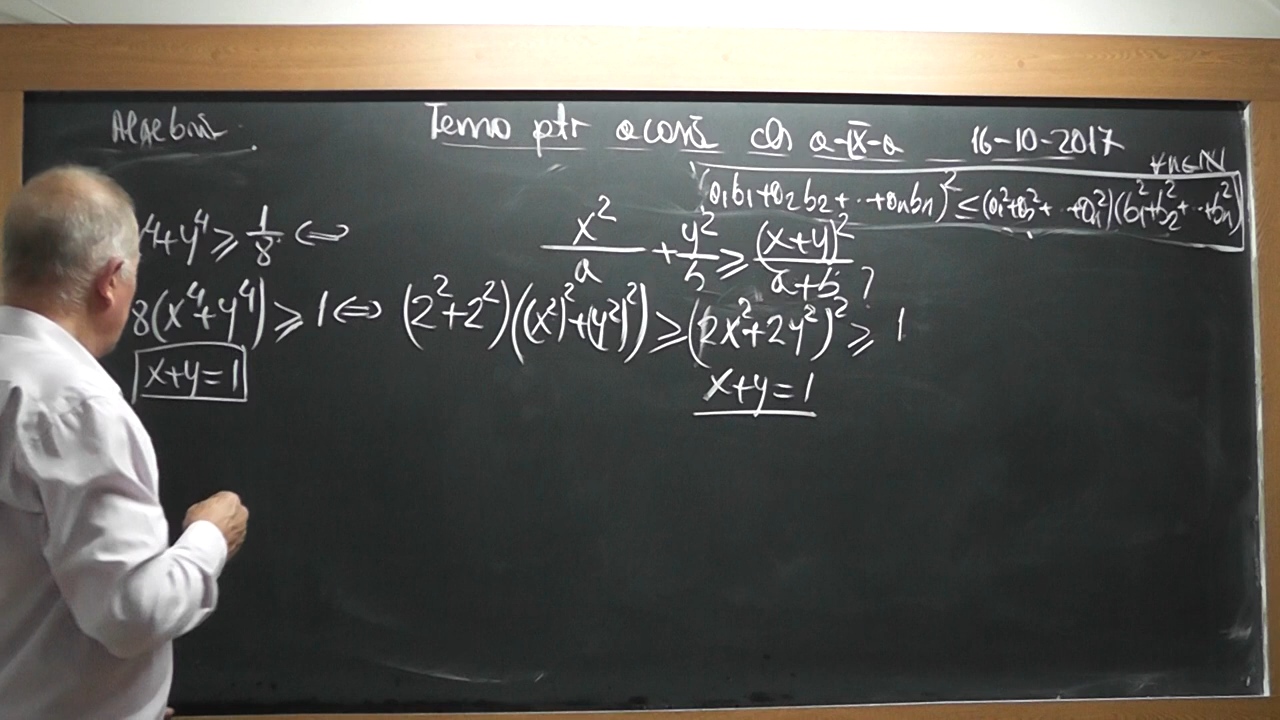 Algebră. Temă ptr acasă cls a-IX-a 16-10-2017
∀n∈ℕ
(a₁b₁+a₂b₂+··+aₙbₙ)² ≤ (a₁²+a₂²+··+aₙ²)(b₁²+b₂²+··+bₙ²)
⁴+y⁴ ≥ 1/8 ⇔ x²/a + y²/b ≥ (x+y)²/(a+b)
8(x⁴+y⁴) ≥ 1 ⇔ (2²+2²)((x²)²+(y²)²) ≥ (2x²+2y²)² ≥ 1
?
x+y=1 x+y=1